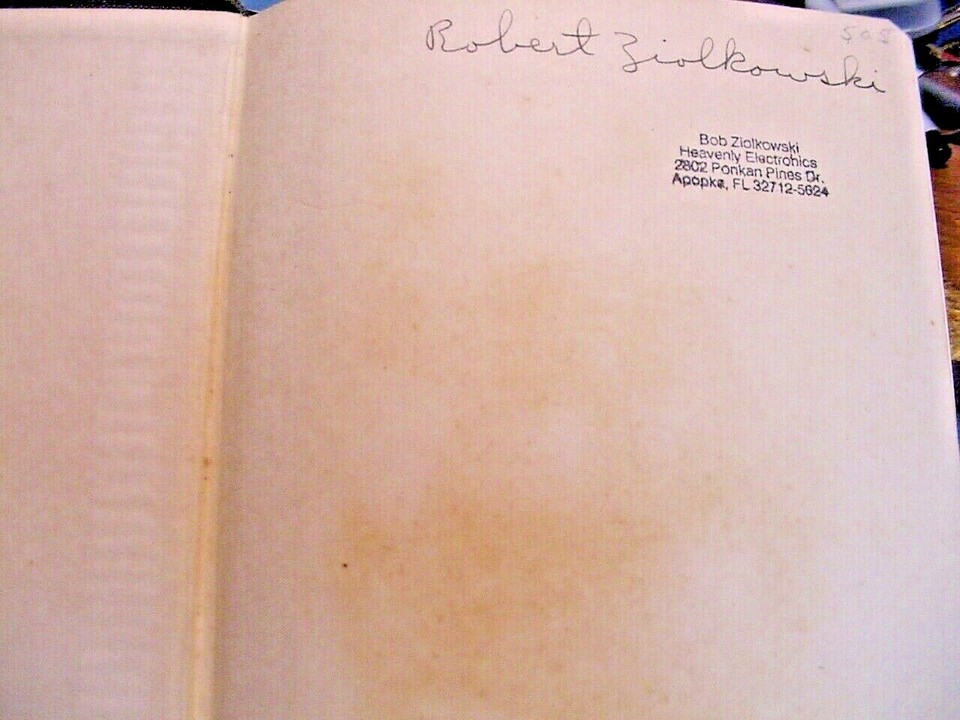 Robert Ziolkowski
Bob Ziolkowski
Heavenly Electronics
2802 Ponkan Pines Dr.
Apopka, FL 32712-5624